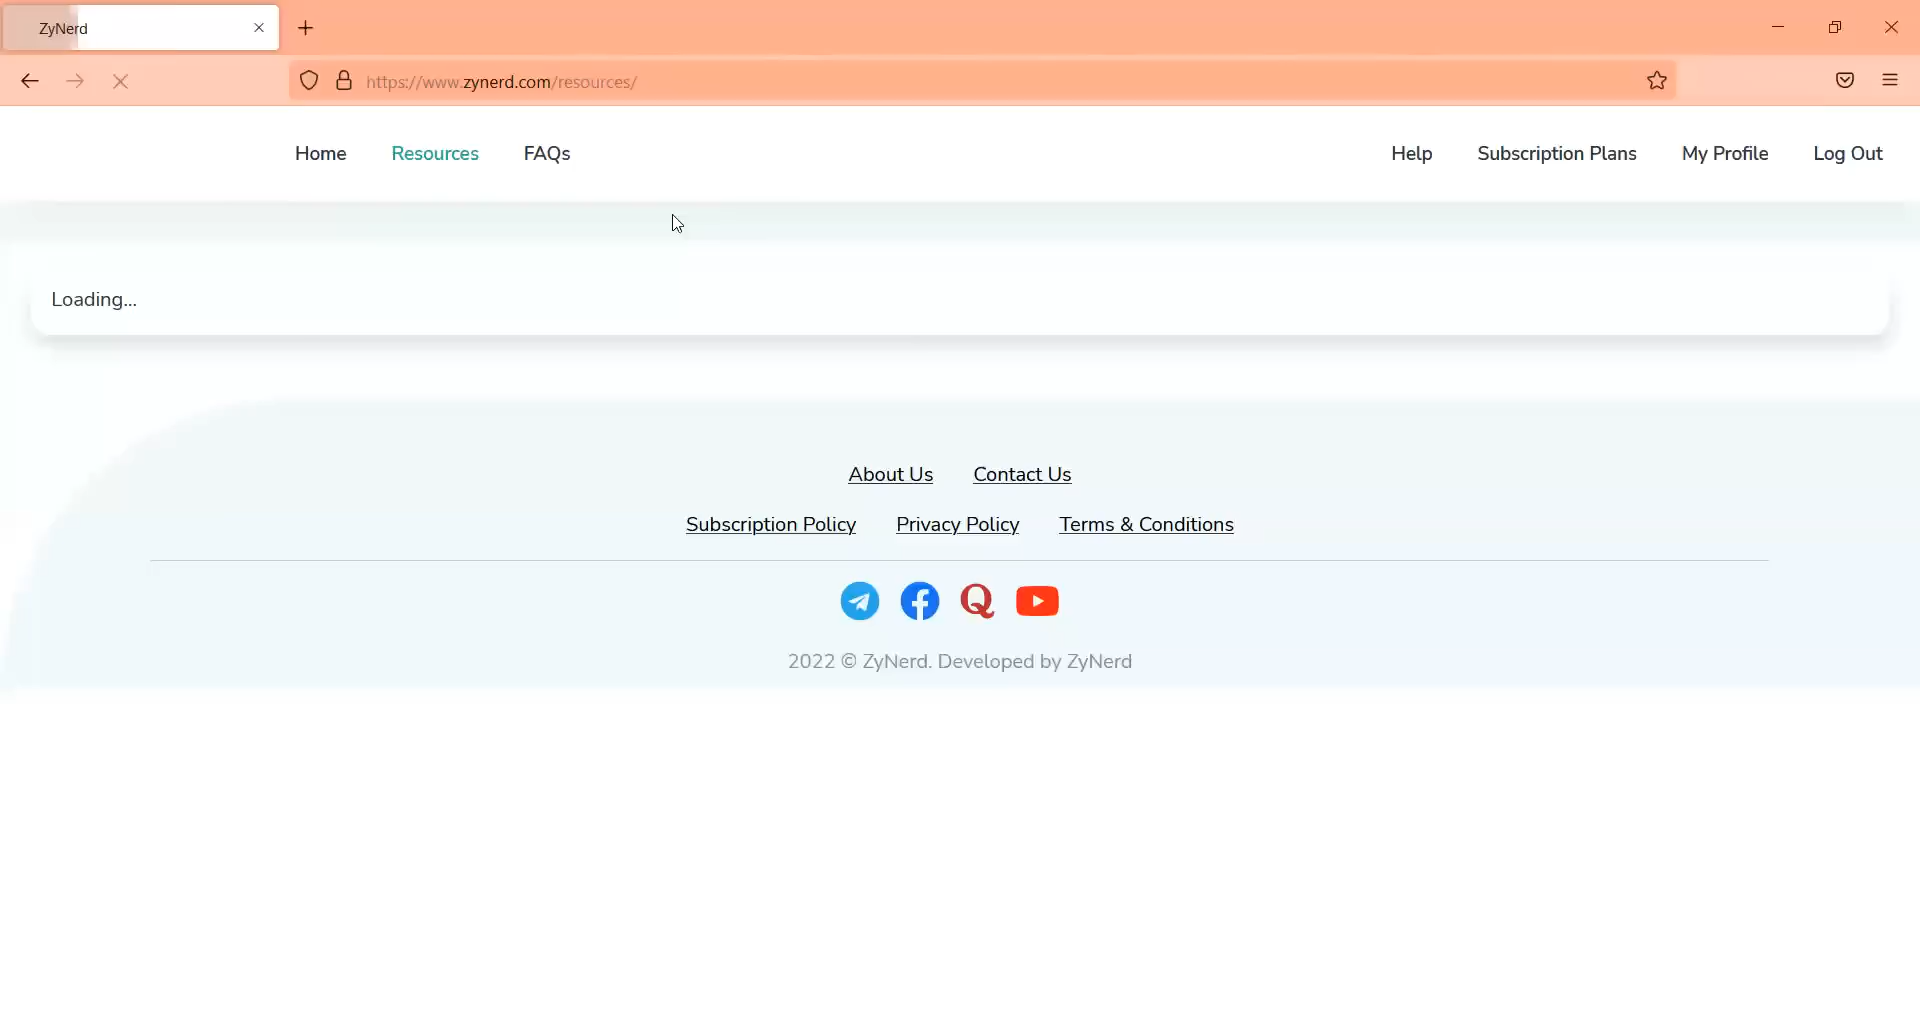 ZyNerd
https://www.zynerd.com/resources/
Home Resources FAQs Help Subscription Plans My Profile Log Out
Loading...
About Us Contact Us
Subscription Policy Privacy Policy Terms & Conditions
2022 © ZyNerd. Developed by ZyNerd